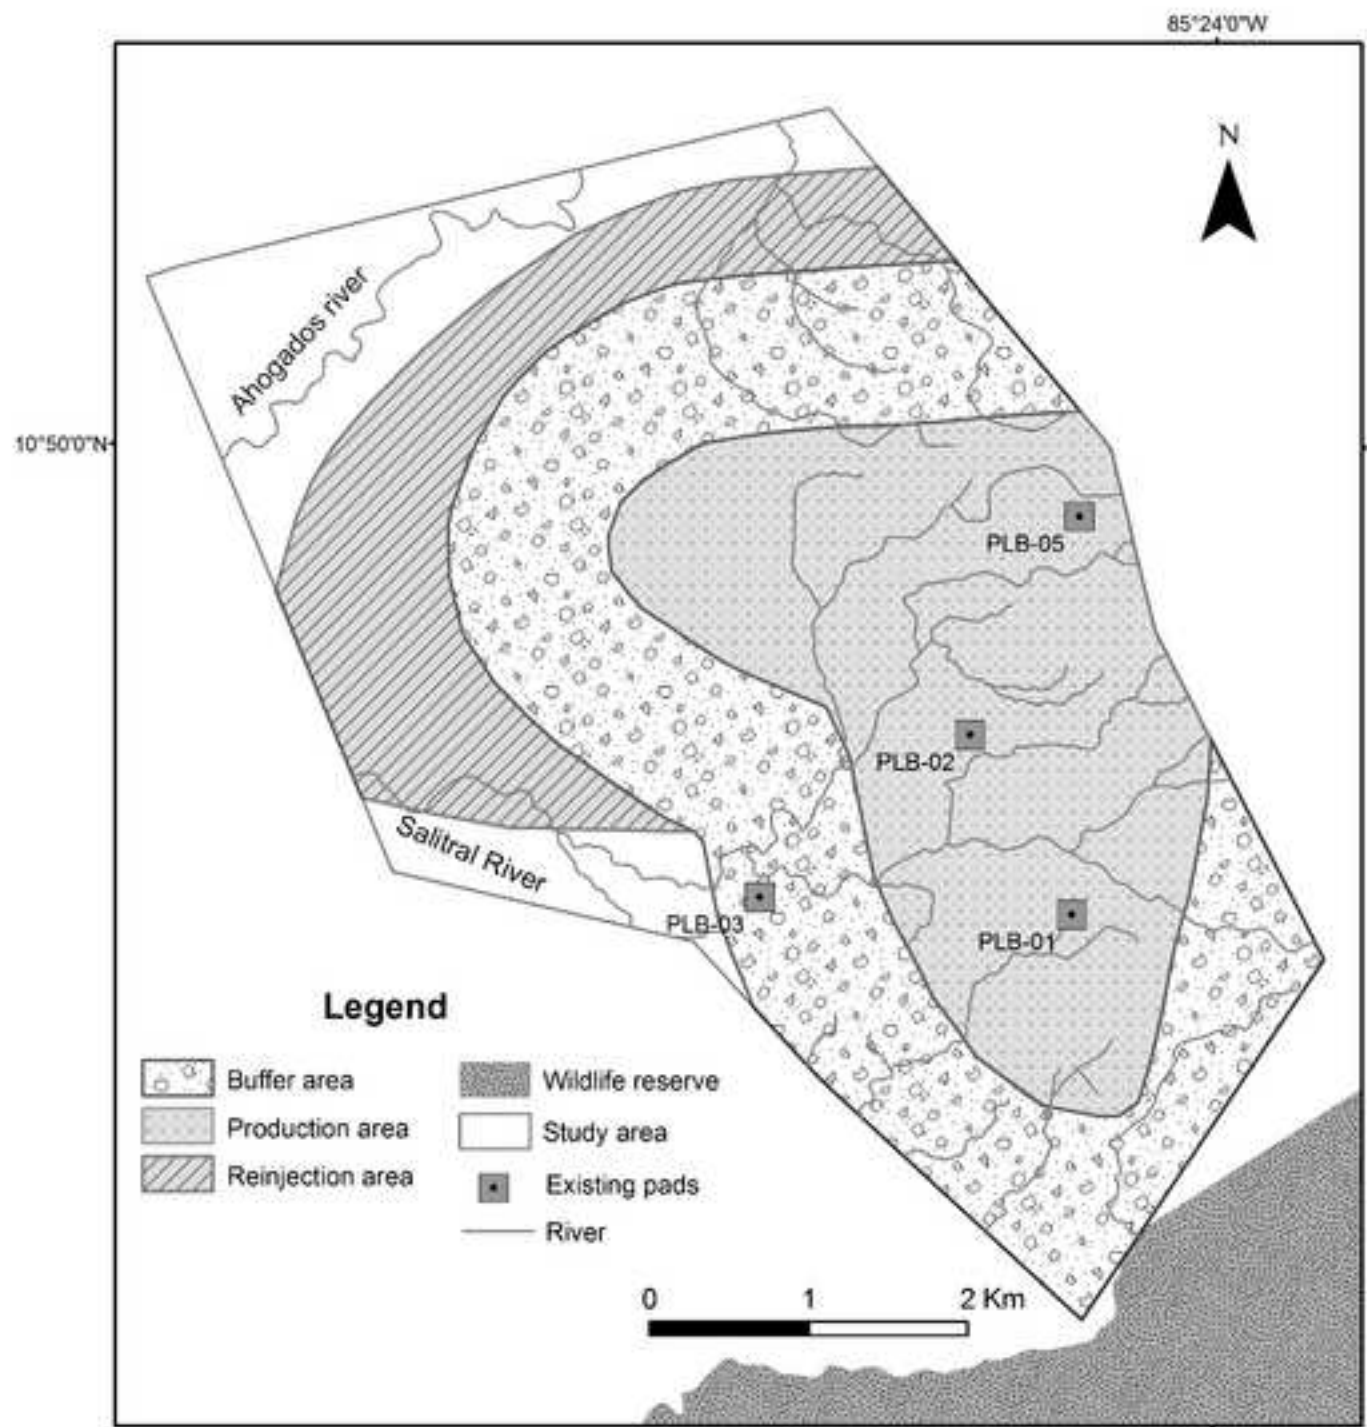 85°24'0"W
N
Ahogados river
10°50'0"N
PLB-05
PLB-02
Salitral River
PLB-03
PLB-01
Legend
Buffer area
Production area
Reinjection area
Wildlife reserve
Study area
Existing pads
River
0 1 2 Km